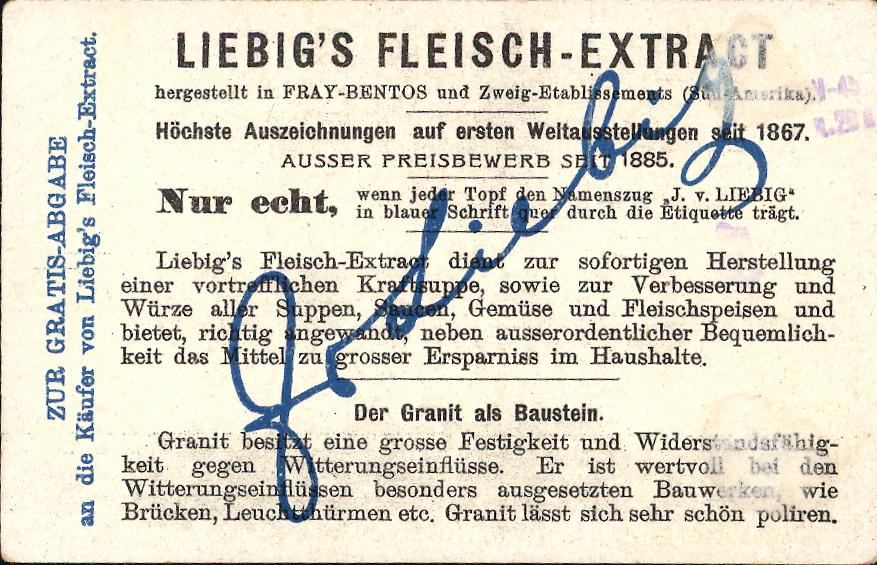 LIEBIG'S FLEISCH-EXTRACT
hergestellt in FRAY-BENTOS und Zweig-Etablissements (Süd-Amerika).
Höchste Auszeichnungen auf ersten Weltausstellungen seit 1867.
AUSSER PREISBEWERB SEIT 1885.
Nur echt,
wenn jeder Topf den Namenszug „J. v. LIEBIG“
in blauer Schrift quer durch die Etiquette trägt.
Liebig's Fleisch-Extract dient zur sofortigen Herstellung
einer vortrefflichen Kraftsuppe, sowie zur Verbesserung und
Würze aller Suppen, Saucen, Gemüse und Fleischspeisen und
bietet, richtig angewandt, neben ausserordentlicher Bequemlich-
keit das Mittel zu grosser Ersparniss im Haushalte.
Der Granit als Baustein.
Granit besitzt eine grosse Festigkeit und Widerstandsfähig-
keit gegen Witterungseinflüsse. Er ist wertvoll bei den
Witterungseinflüssen besonders ausgesetzten Bauwerken, wie
Brücken, Leuchtthürmen etc. Granit lässt sich sehr schön poliren.
ZUR GRATIS-ABGABE
an die Käufer von Liebig's Fleisch-Extract.
J v Liebig